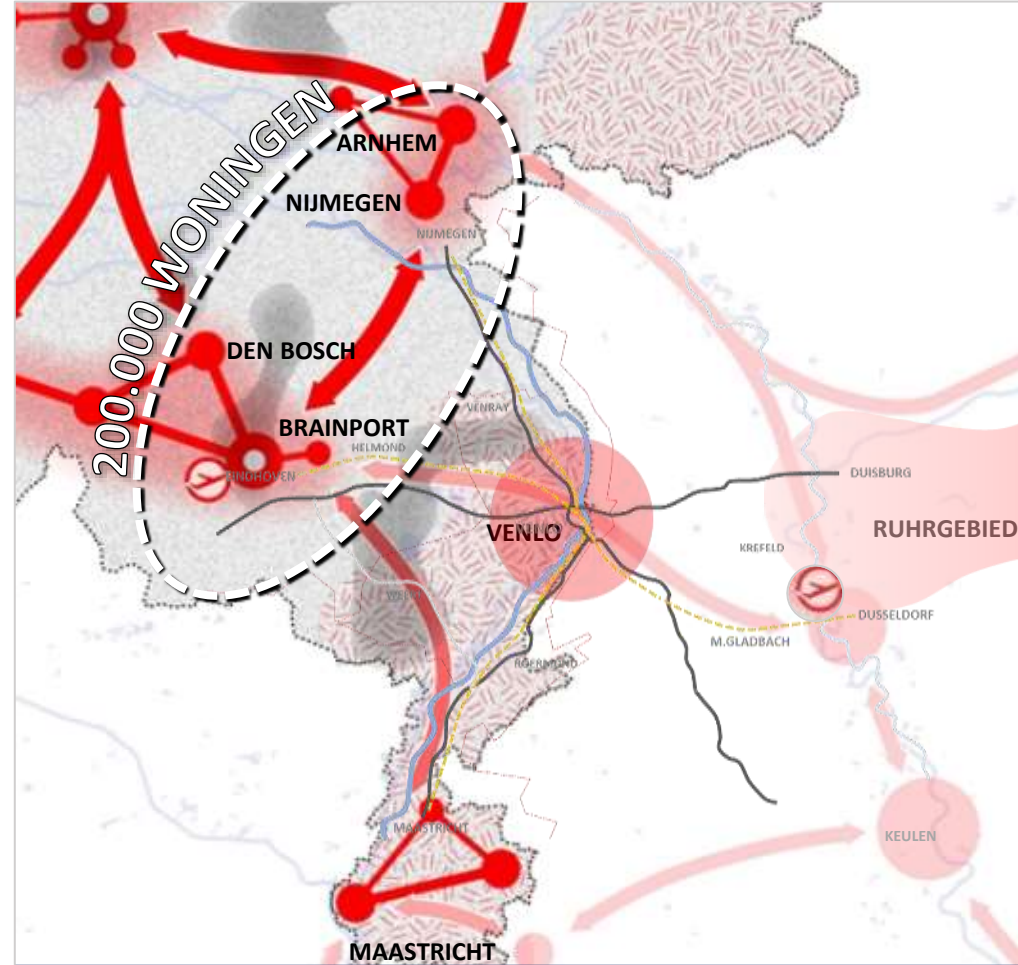 200.000 WONINGEN
ARNHEM
NIJMEGEN
NIJMEGEN
DEN BOSCH
BRAINPORT
VENRAY
HELMOND
EINDHOVEN
DUISBURG
VENLO
RUHRGEBIED
KREFELD
WEERT
DUSSELDORF
M.GLADBACH
ROERMOND
MAASTRICHT
KEULEN
MAASTRICHT